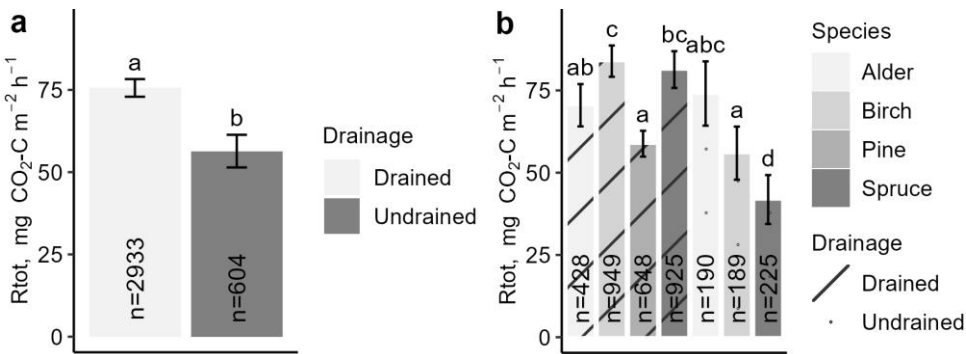 a
Rtot, mg CO₂-C m⁻² h⁻¹
75
50
25
0
a
b
n=2933
n=604
Drainage
Drained
Undrained
b
Rtot, mg CO₂-C m⁻² h⁻¹
75
50
25
0
ab
c
a
bc
abc
a
d
n=428
n=949
n=648
n=925
n=190
n=189
n=225
Species
Alder
Birch
Pine
Spruce
Drainage
Drained
Undrained